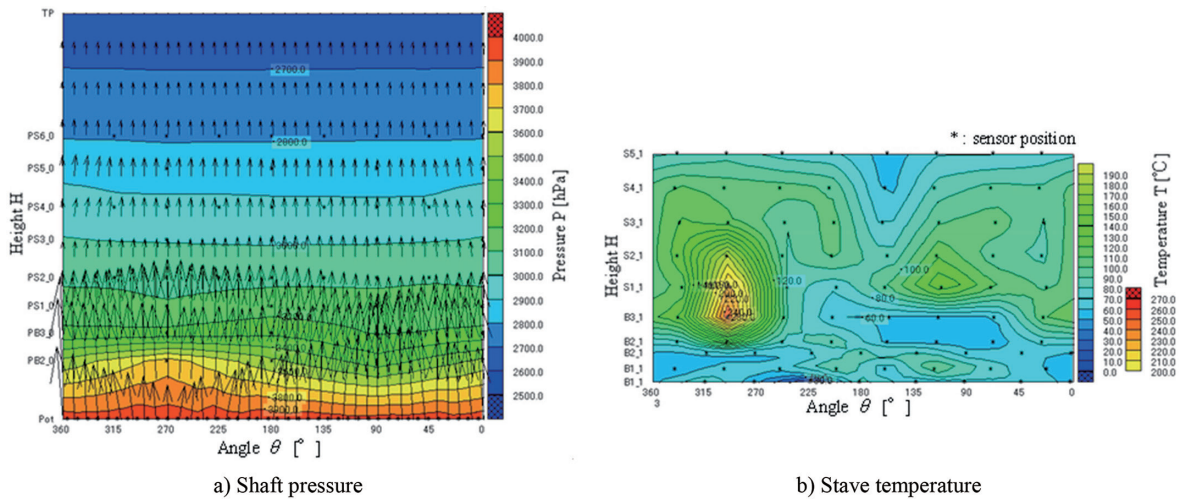 TP
PS6_0
PS5_0
PS4_0
PS3_0
PS2_0
PS1_0
PB3_0
PB2_0
Pot
Height H
2700.0
2800.0
3800.0
360 315 270 225 180 135 90 45 0
Angle θ [°]
4000.0
3900.0
3800.0
3700.0
3600.0
3500.0
3400.0
3300.0
3200.0
3100.0
3000.0
2900.0
2800.0
2700.0
2600.0
2500.0
Pressure P [hPa]
a) Shaft pressure
* : sensor position
S5_1
S4_1
S3_1
S2_1
S1_1
B3_1
B2_1
B2_1
B1_1
B1_1
Height H
120.0
100.0
80.0
60.0
360 315 270 225 180 135 90 45 0
3
Angle θ [°]
190.0
180.0
170.0
160.0
150.0
140.0
130.0
120.0
110.0
100.0
90.0
80.0
70.0
60.0
50.0
40.0
30.0
20.0
10.0
0.0
270.0
260.0
250.0
240.0
230.0
220.0
210.0
200.0
Temperature T [°C]
b) Stave temperature